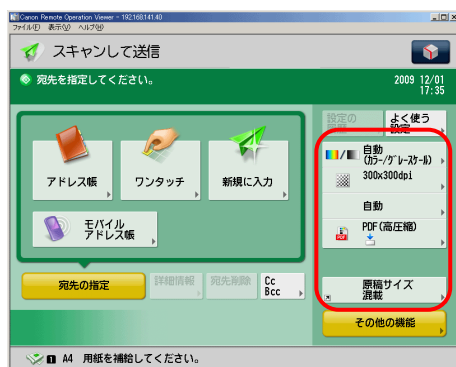 Canon Remote Operation Viewer - 192.168.141.40
ファイル(F) 表示(V) ヘルプ(H)
スキャンして送信
宛先を指定してください。
2009 12/01
17:35
設定の
履歴
よく使う
設定
自動
(カラー/グレースケール)
300x300dpi
自動
PDF(高圧縮)
原稿サイズ
混載
その他の機能
アドレス帳
ワンタッチ
新規に入力
モバイル
アドレス帳
宛先の指定
詳細情報
宛先削除
Cc
Bcc
1 A4 用紙を補給してください。